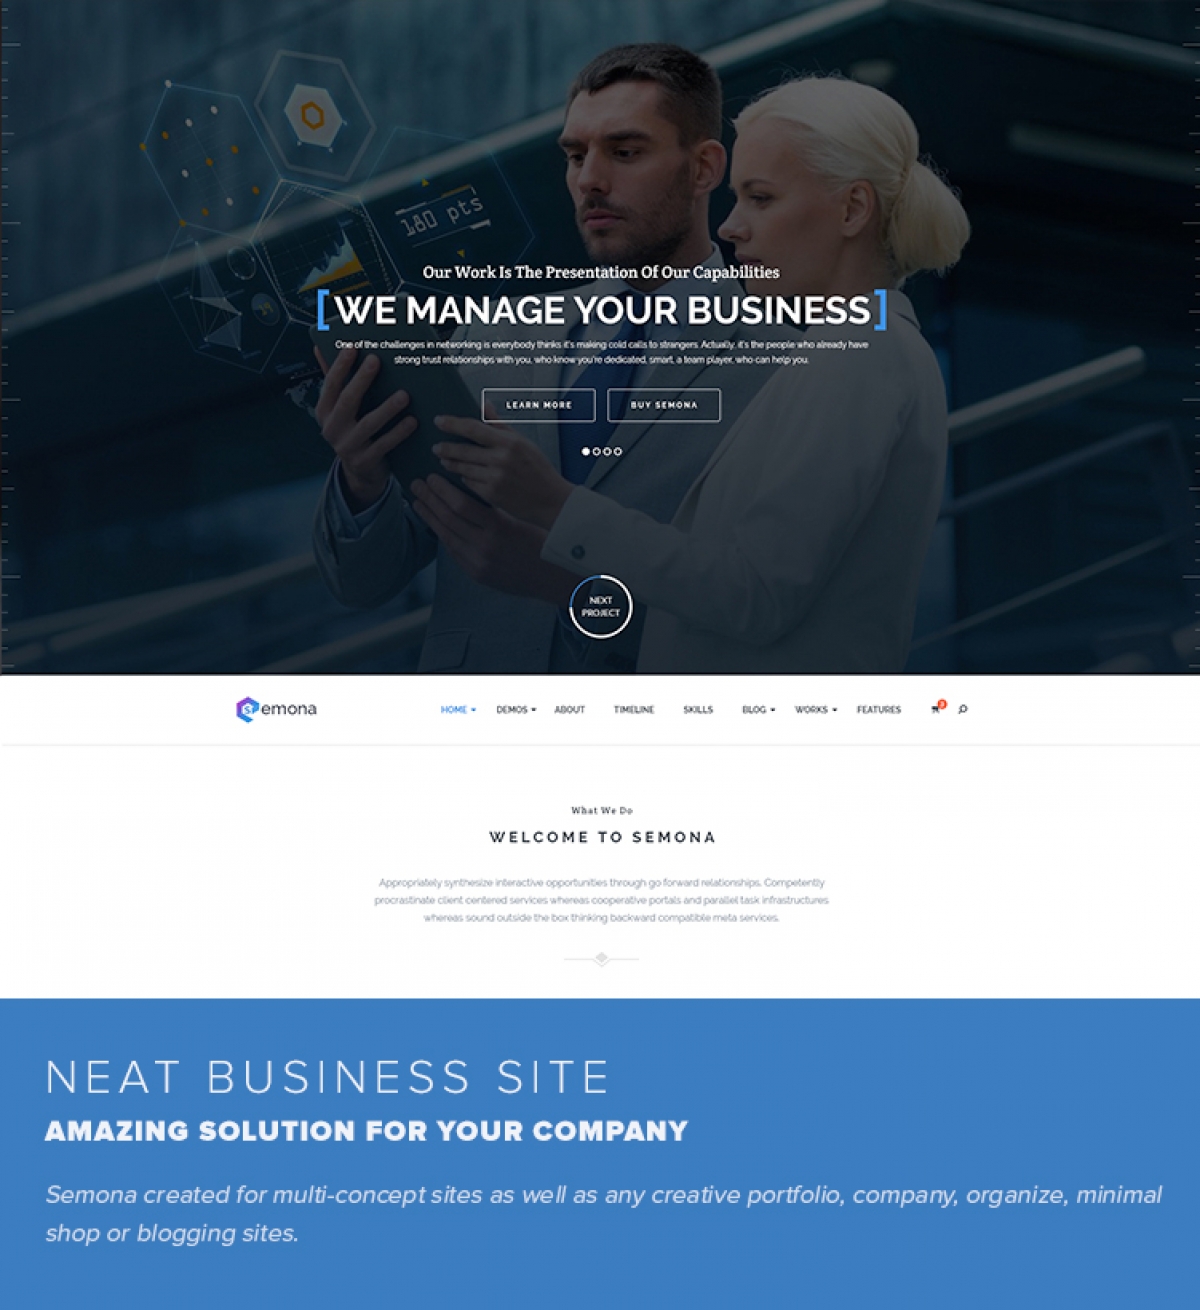 180 pts
Our Work Is The Presentation Of Our Capabilities
[WE MANAGE YOUR BUSINESS]
One of the challenges in networking is everybody thinks it's making cold calls to strangers. Actually, it's the people who already have
strong trust relationships with you, who know you're dedicated, smart, a team player, who can help you.
LEARN MORE BUY SEMONA
NEXT
PROJECT
Semona HOME DEMOS ABOUT TIMELINE SKILLS BLOG WORKS FEATURES
What We Do
WELCOME TO SEMONA
Appropriately synthesize interactive opportunities through go forward relationships. Competently
procrastinate client centered services whereas cooperative portals and parallel task infrastructures
whereas sound outside the box thinking backward compatible meta services.
NEAT BUSINESS SITE
AMAZING SOLUTION FOR YOUR COMPANY
Semona created for multi-concept sites as well as any creative portfolio, company, organize, minimal
shop or blogging sites.